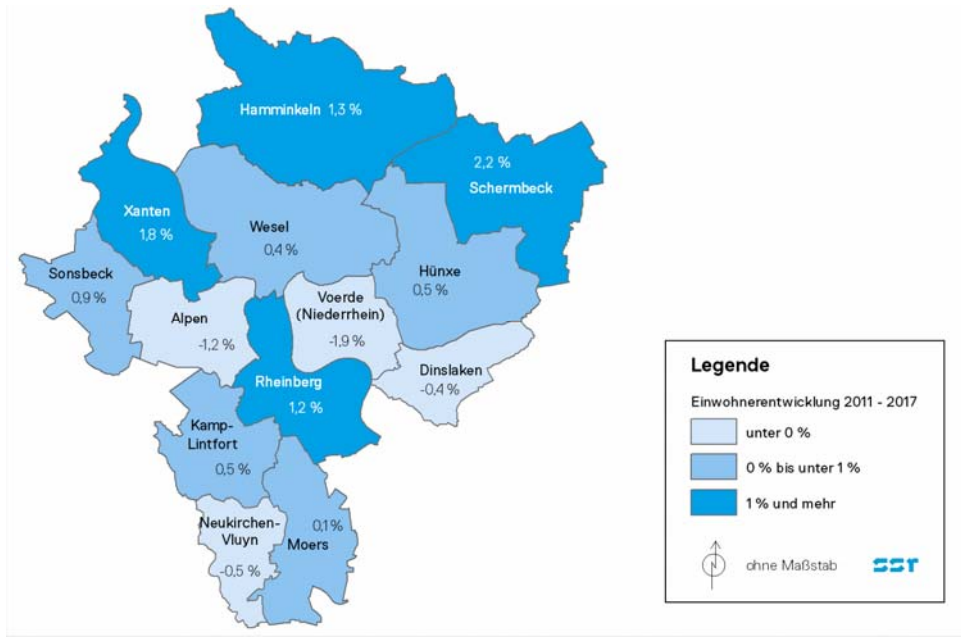 Hamminkeln 1,3 %
2,2 %
Schermbeck
Xanten
1,8 %
Wesel
0,4 %
Sonsbeck
0,9 %
Hünxe
0,5 %
Alpen
-1,2 %
Voerde
(Niederrhein)
-1,9 %
Dinslaken
-0,4 %
Rheinberg
1,2 %
Kamp-
Lintfort
0,5 %
Neukirchen-
Vluyn
-0,5 %
0,1 %
Moers
Legende
Einwohnerentwicklung 2011 - 2017
unter 0 %
0 % bis unter 1 %
1 % und mehr
ohne Maßstab
ssr